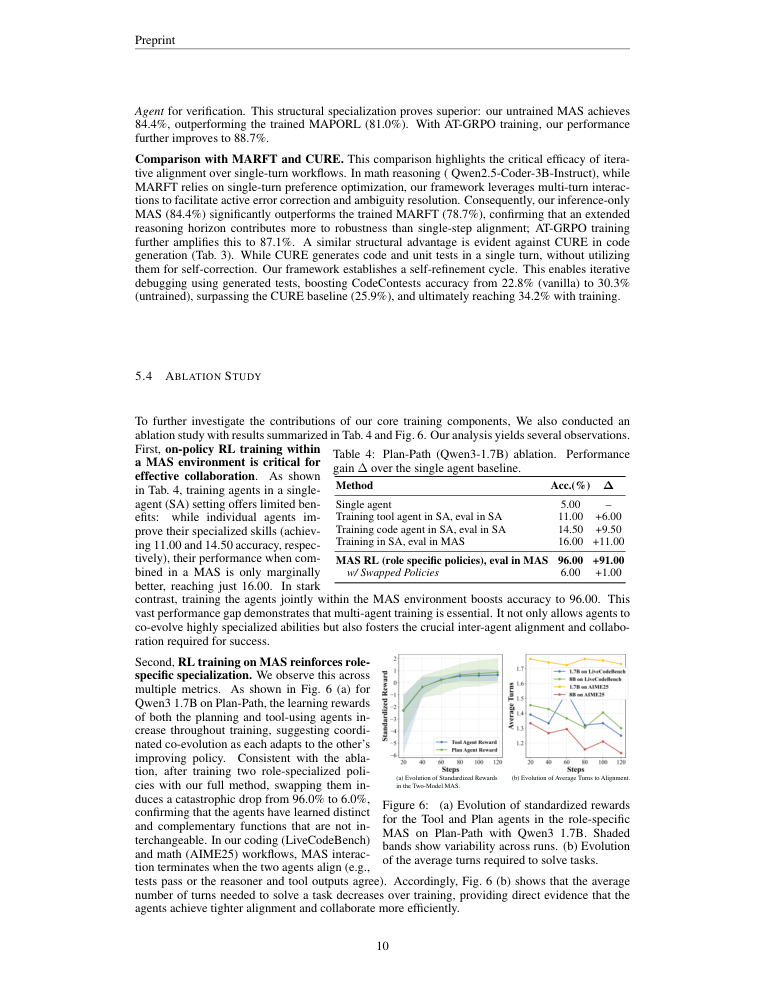 Preprint
Agent for verification. This structural specialization proves superior: our untrained MAS achieves
84.4%, outperforming the trained MAPORL (81.0%). With AT-GRPO training, our performance
further improves to 88.7%.
Comparison with MARFT and CURE. This comparison highlights the critical efficacy of itera-
tive alignment over single-turn workflows. In math reasoning ( Qwen2.5-Coder-3B-Instruct), while
MARFT relies on single-turn preference optimization, our framework leverages multi-turn interac-
tions to facilitate active error correction and ambiguity resolution. Consequently, our inference-only
MAS (84.4%) significantly outperforms the trained MARFT (78.7%), confirming that an extended
reasoning horizon contributes more to robustness than single-step alignment; AT-GRPO training
further amplifies this to 87.1%. A similar structural advantage is evident against CURE in code
generation (Tab. 3). While CURE generates code and unit tests in a single turn, without utilizing
them for self-correction. Our framework establishes a self-refinement cycle. This enables iterative
debugging using generated tests, boosting CodeContests accuracy from 22.8% (vanilla) to 30.3%
(untrained), surpassing the CURE baseline (25.9%), and ultimately reaching 34.2% with training.
5.4 ABLATION STUDY
To further investigate the contributions of our core training components, We also conducted an
ablation study with results summarized in Tab. 4 and Fig. 6. Our analysis yields several observations.
First, on-policy RL training within
a MAS environment is critical for
effective collaboration. As shown
in Tab. 4, training agents in a single-
agent (SA) setting offers limited ben-
efits: while individual agents im-
prove their specialized skills (achiev-
ing 11.00 and 14.50 accuracy, respec-
tively), their performance when com-
bined in a MAS is only marginally
better, reaching just 16.00. In stark
Table 4: Plan-Path (Qwen3-1.7B) ablation. Performance
gain Δ over the single agent baseline.
Method Acc.(%) Δ
Single agent 5.00 –
Training tool agent in SA, eval in SA 11.00 +6.00
Training code agent in SA, eval in SA 14.50 +9.50
Training in SA, eval in MAS 16.00 +11.00
MAS RL (role specific policies), eval in MAS 96.00 +91.00
w/ Swapped Policies 6.00 +1.00
contrast, training the agents jointly within the MAS environment boosts accuracy to 96.00. This
vast performance gap demonstrates that multi-agent training is essential. It not only allows agents to
co-evolve highly specialized abilities but also fosters the crucial inter-agent alignment and collabo-
ration required for success.
Second, RL training on MAS reinforces role-
specific specialization. We observe this across
multiple metrics. As shown in Fig. 6 (a) for
Qwen3 1.7B on Plan-Path, the learning rewards
of both the planning and tool-using agents in-
crease throughout training, suggesting coordi-
nated co-evolution as each adapts to the other's
improving policy. Consistent with the abla-
tion, after training two role-specialized poli-
cies with our full method, swapping them in-
duces a catastrophic drop from 96.0% to 6.0%,
confirming that the agents have learned distinct
and complementary functions that are not in-
terchangeable. In our coding (LiveCodeBench)
and math (AIME25) workflows, MAS interac-
tion terminates when the two agents align (e.g.,
Standardized Reward
2
1
0
−1
−2
−3
−4
−5
−6
Tool Agent Reward
Plan Agent Reward
20 40 60 80 100 120
Steps
(a) Evolution of Standardized Rewards
in the Two-Model MAS.
Average Turns
1.7
1.6
1.5
1.4
1.3
1.2
1.7B on LiveCodeBench
8B on LiveCodeBench
1.7B on AIME25
8B on AIME25
20 40 60 80 100 120
Steps
(b) Evolution of Average Turns to Alignment.
Figure 6: (a) Evolution of standardized rewards
for the Tool and Plan agents in the role-specific
MAS on Plan-Path with Qwen3 1.7B. Shaded
bands show variability across runs. (b) Evolution
of the average turns required to solve tasks.
tests pass or the reasoner and tool outputs agree). Accordingly, Fig. 6 (b) shows that the average
number of turns needed to solve a task decreases over training, providing direct evidence that the
agents achieve tighter alignment and collaborate more efficiently.
10